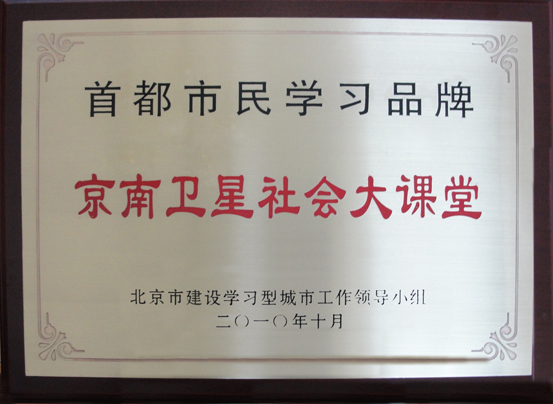 首都市民学习品牌
京南卫星社会大课堂
北京市建设学习型城市工作领导小组
二〇一〇年十月